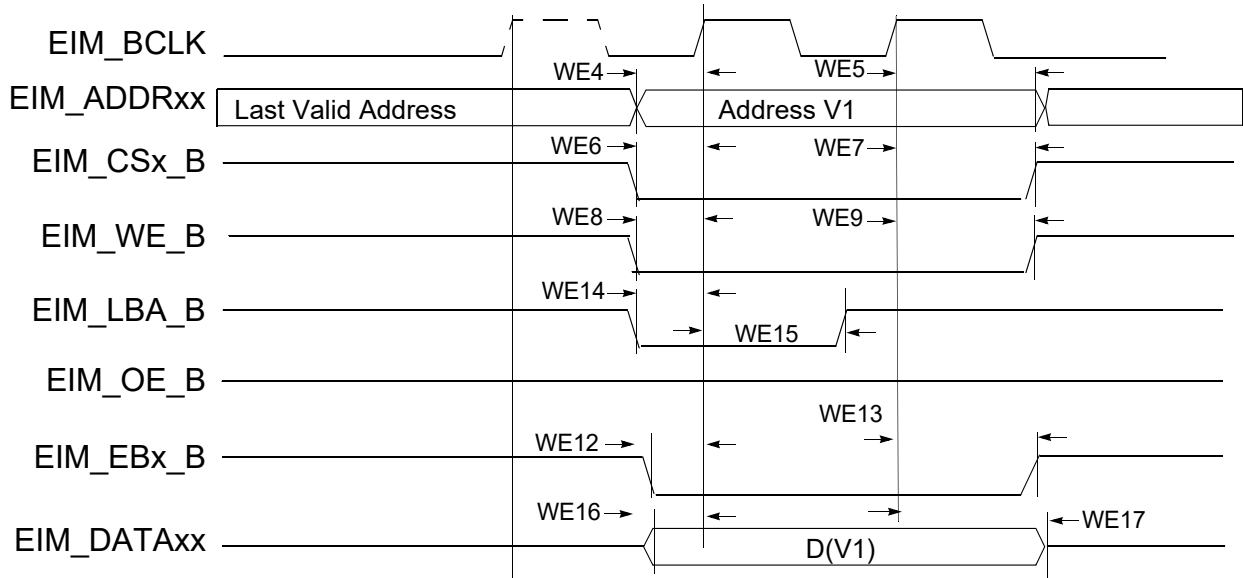 EIM_BCLK
WE4 WE5
EIM_ADDRxx Last Valid Address Address V1
WE6 WE7
EIM_CSx_B
WE8 WE9
EIM_WE_B
WE14
EIM_LBA_B
WE15
EIM_OE_B
WE13
WE12
EIM_EBx_B
WE16 WE17
EIM_DATAxx D(V1)